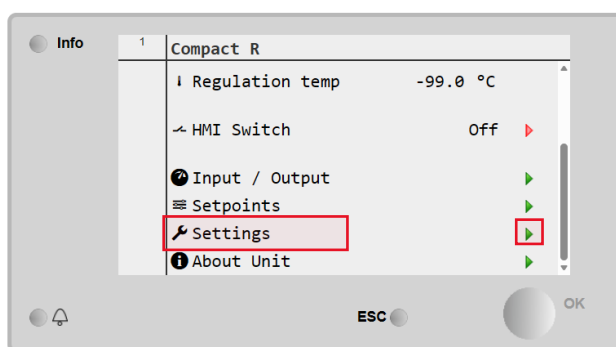 Info
1 Compact R
Regulation temp -99.0 °C
HMI Switch Off
Input / Output
Setpoints
Settings
About Unit
ESC OK